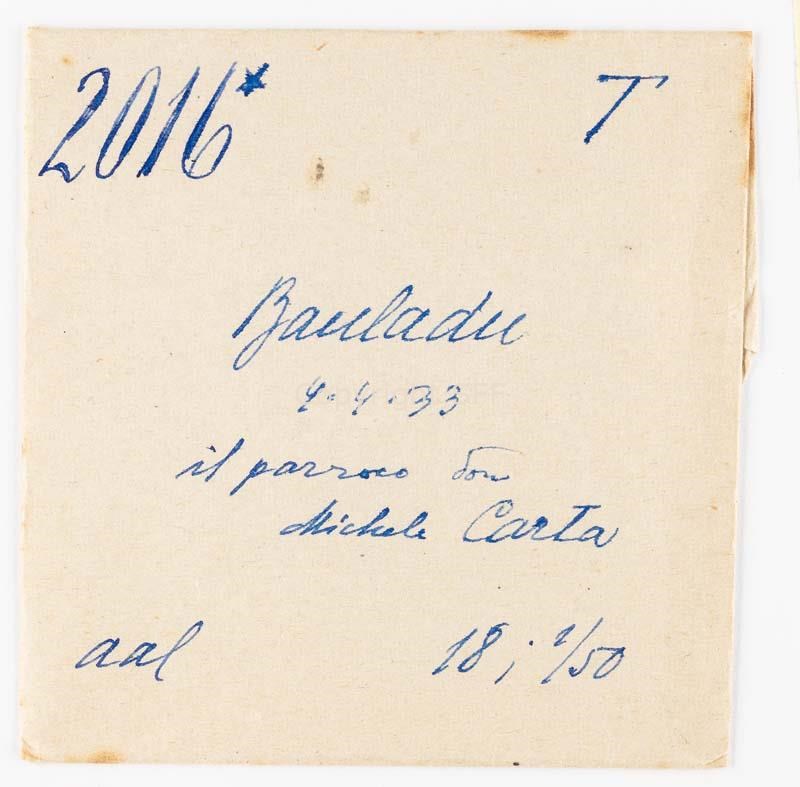 2016* T
Bauladu
4.4.33
il parroco don
Michele Carta
aal 18; 1/50